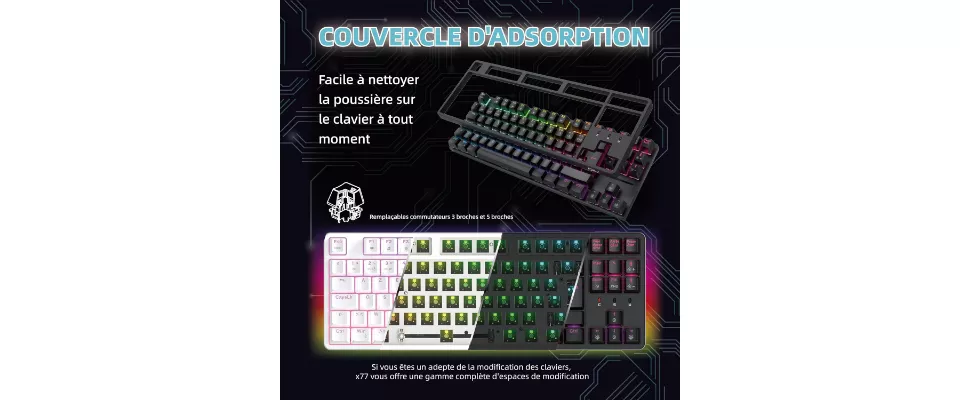 COUVERCLE D'ADSORPTION
Facile à nettoyer
la poussière sur
le clavier à tout
moment
Remplaçables commutateurs 3 broches et 5 broches
Si vous êtes un adepte de la modification des claviers,
x77 vous offre une gamme complète d'espaces de modification